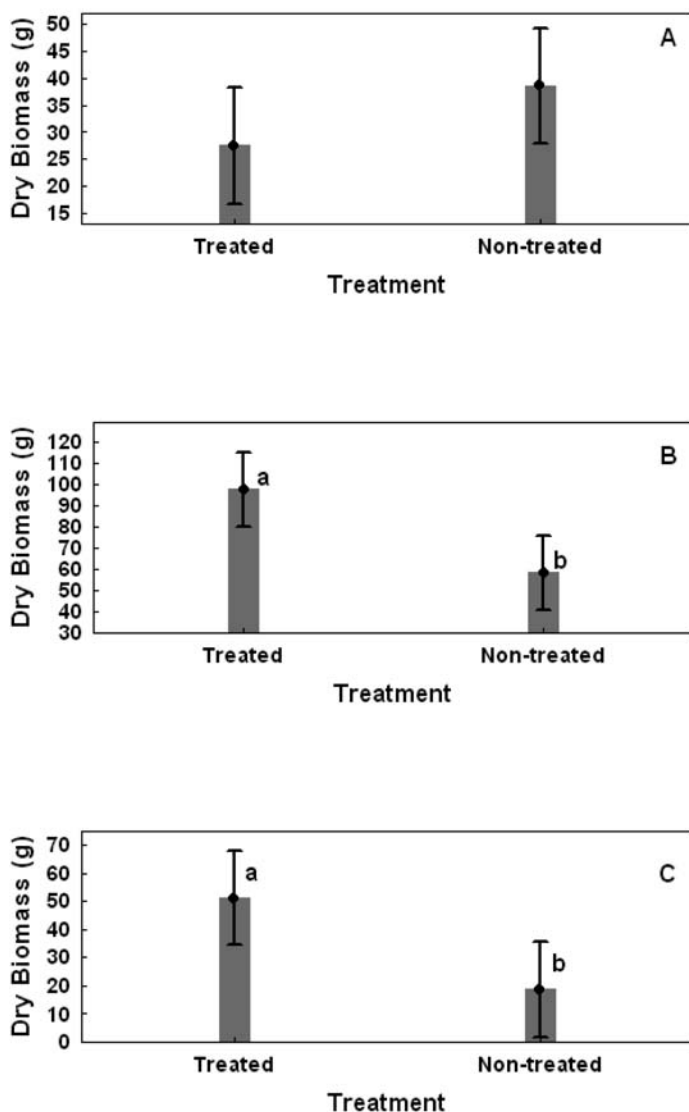 A
Dry Biomass (g)
50
45
40
35
30
25
20
15
Treated Non-treated
Treatment
B
Dry Biomass (g)
120
110
100
90
80
70
60
50
40
30
a
b
Treated Non-treated
Treatment
C
Dry Biomass (g)
70
60
50
40
30
20
10
0
a
b
Treated Non-treated
Treatment